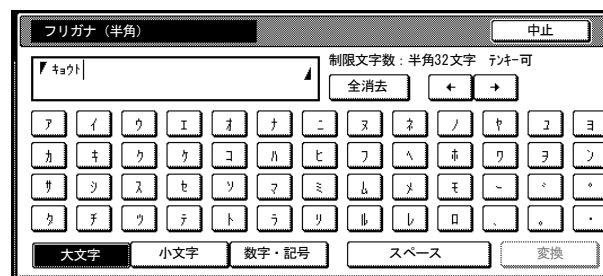 フリガナ（半角） 中止
ｷｮｳﾄ 制限文字数：半角32文字 ﾃﾝｷｰ可
全消去 ← →
ｱ ｲ ｳ ｴ ｵ ﾅ ﾆ ﾇ ﾈ ﾉ ﾔ ﾕ ﾖ
ｶ ｷ ｸ ｹ ｺ ﾊ ﾋ ﾌ ﾍ ﾎ ﾜ ｦ ﾝ
ｻ ｼ ｽ ｾ ｿ ﾏ ﾐ ﾑ ﾒ ﾓ ｰ ﾞ ﾟ
ﾀ ﾁ ﾂ ﾃ ﾄ ﾗ ﾘ ﾙ ﾚ ﾛ ､ ｡ ･
大文字 小文字 数字・記号 スペース 変換